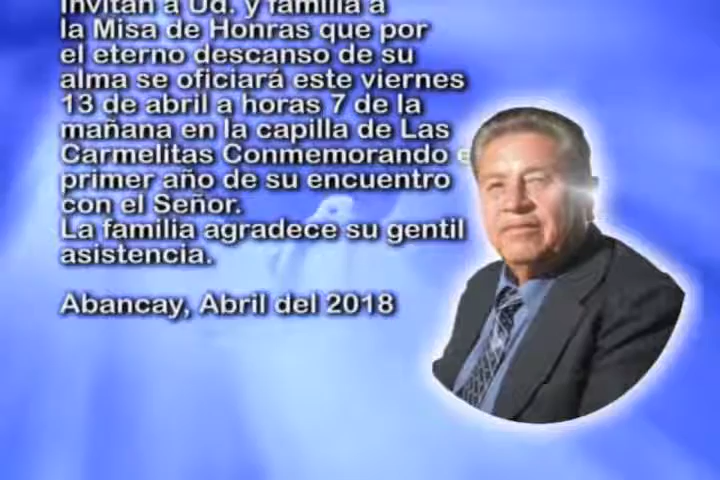 Invitan a Ud. y familia a
la Misa de Honras que por
el eterno descanso de su
alma se oficiará este viernes
13 de abril a horas 7 de la
mañana en la capilla de Las
Carmelitas Conmemorando
primer año de su encuentro
con el Señor.
La familia agradece su gentil
asistencia.
Abancay, Abril del 2018